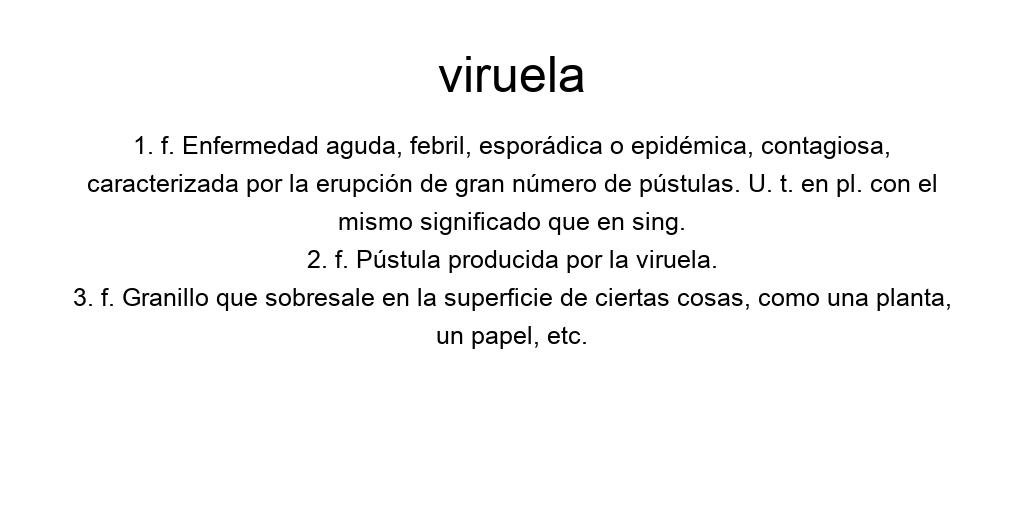 viruela
1. f. Enfermedad aguda, febril, esporádica o epidémica, contagiosa,
caracterizada por la erupción de gran número de pústulas. U. t. en pl. con el
mismo significado que en sing.
2. f. Pústula producida por la viruela.
3. f. Granillo que sobresale en la superficie de ciertas cosas, como una planta,
un papel, etc.